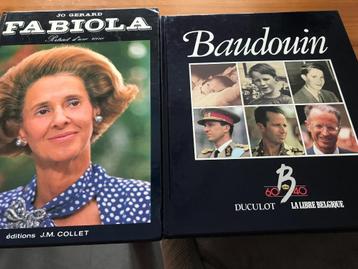 JO GERARD
FABIOLA
Portrait d'une reine
éditions J.M. COLLET
Baudouin
B
60 40
DUCULOT LA LIBRE BELGIQUE